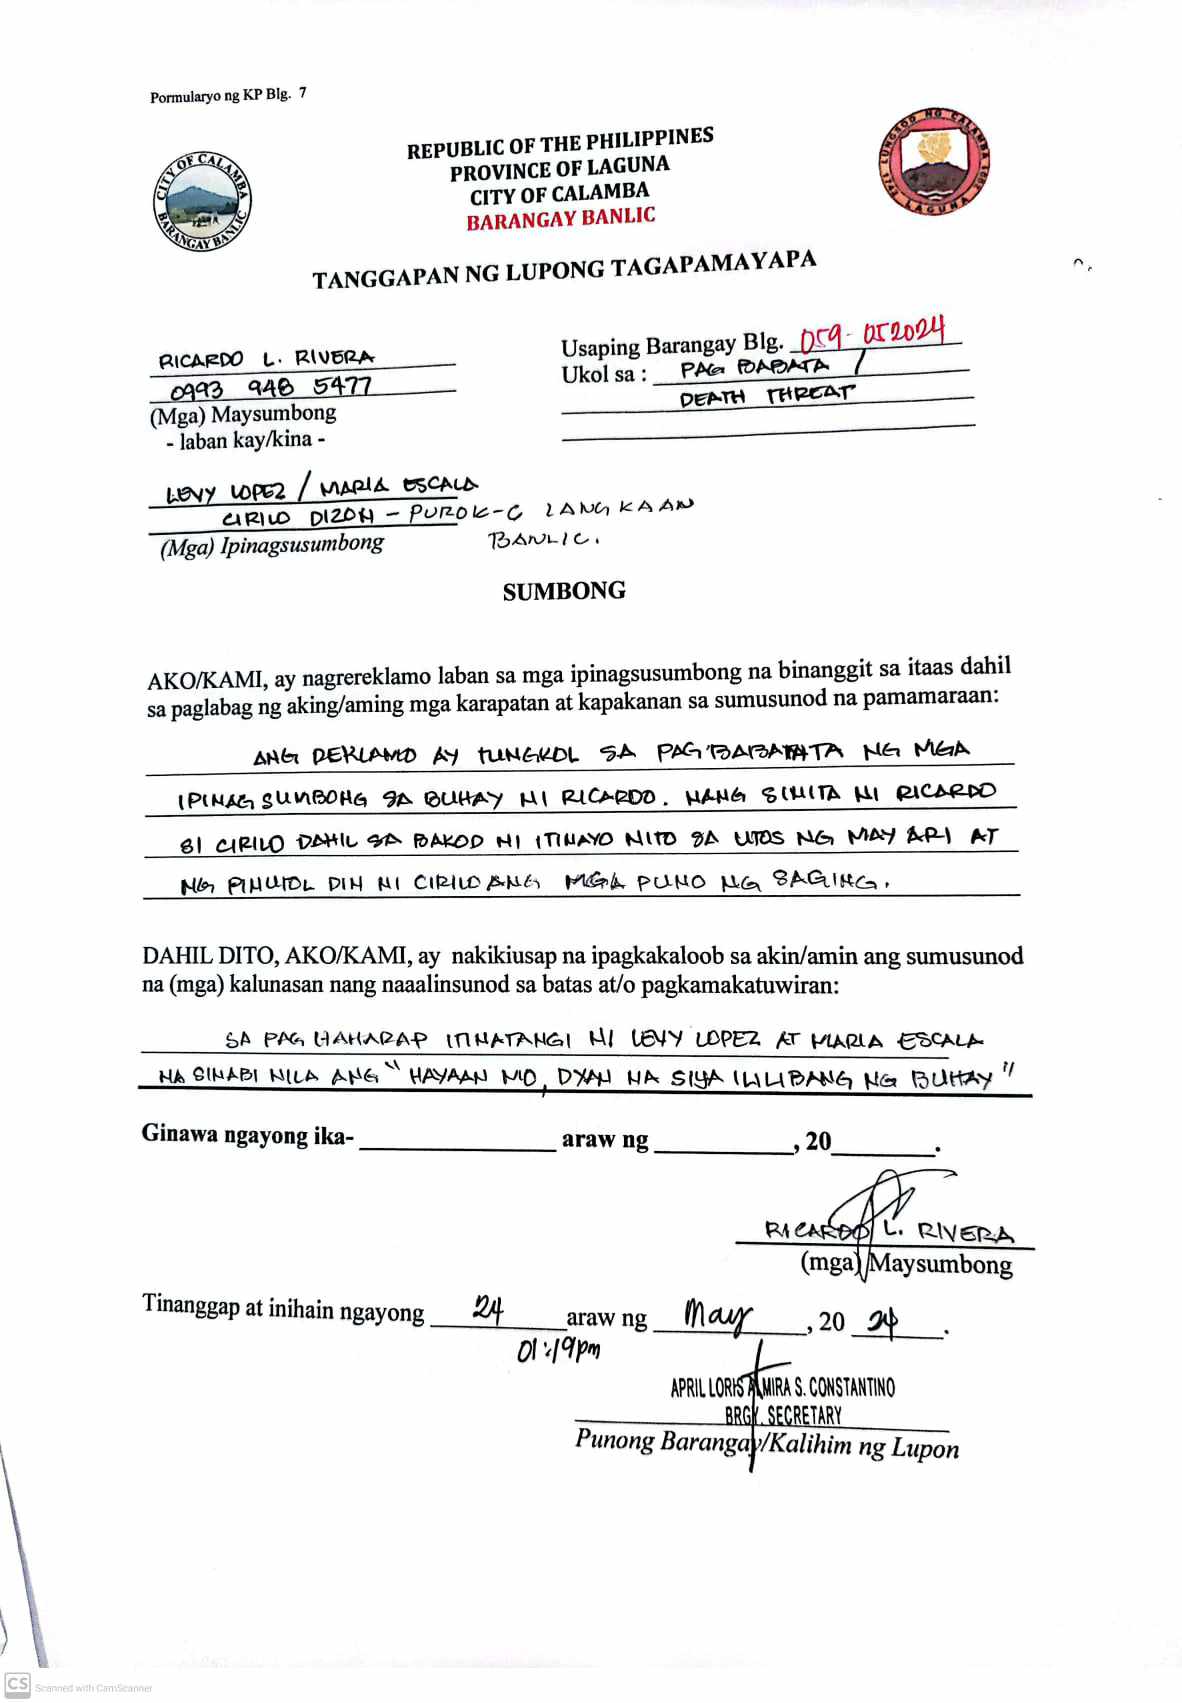 Pormularyo ng KP Blg. 7
CITY OF CALAMBA
BARANGAY BANLIC
REPUBLIC OF THE PHILIPPINES
PROVINCE OF LAGUNA
CITY OF CALAMBA
BARANGAY BANLIC
LUNGSOD NG CALAMBA
1742 LAGUNA
TANGGAPAN NG LUPONG TAGAPAMAYAPA
RICARDO L. RIVERA
0993 948 5477
(Mga) Maysumbong
- laban kay/kina -
Usaping Barangay Blg. 059-052024
Ukol sa : PAG BABATA /
DEATH THREAT
LEVY LOPEZ / MARIA ESCALA
CIRILO DIZON - PUROK-C LANGKAAN
BANLIC.
(Mga) Ipinagsusumbong
SUMBONG
AKO/KAMI, ay nagrereklamo laban sa mga ipinagsusumbong na binanggit sa itaas dahil
sa paglabag ng aking/aming mga karapatan at kapakanan sa sumusunod na pamamaraan:
ANG REKLAMO AY TUNGKOL SA PAG BABANTA NG MGA
IPINAG SUMBONG SA BUHAY NI RICARDO. NANG SINITA NI RICARDO
SI CIRILO DAHIL SA BAKOD NI ITINAYO NITO SA UTOS NG MAY ARI AT
NG PINUTOL DIN NI CIRILO ANG MGA PUNO NG SAGING.
DAHIL DITO, AKO/KAMI, ay nakikiusap na ipagkakaloob sa akin/amin ang sumusunod
na (mga) kalunasan nang naaalinsunod sa batas at/o pagkamakatuwiran:
SA PAG HAHARAP ITINATANGI NI LEVY LOPEZ AT MARIA ESCALA
NA SINABI NILA ANG "HAYAAN MO, DYAN NA SIYA ILILIBANG NG BUHAY"
Ginawa ngayong ika- araw ng , 20 .
RICARDO L. RIVERA
(mga) Maysumbong
Tinanggap at inihain ngayong 24 araw ng May , 20 24 .
01:19pm
APRIL LORIS ALMIRA S. CONSTANTINO
BRGY. SECRETARY
Punong Barangay/Kalihim ng Lupon
CS Scanned with CamScanner